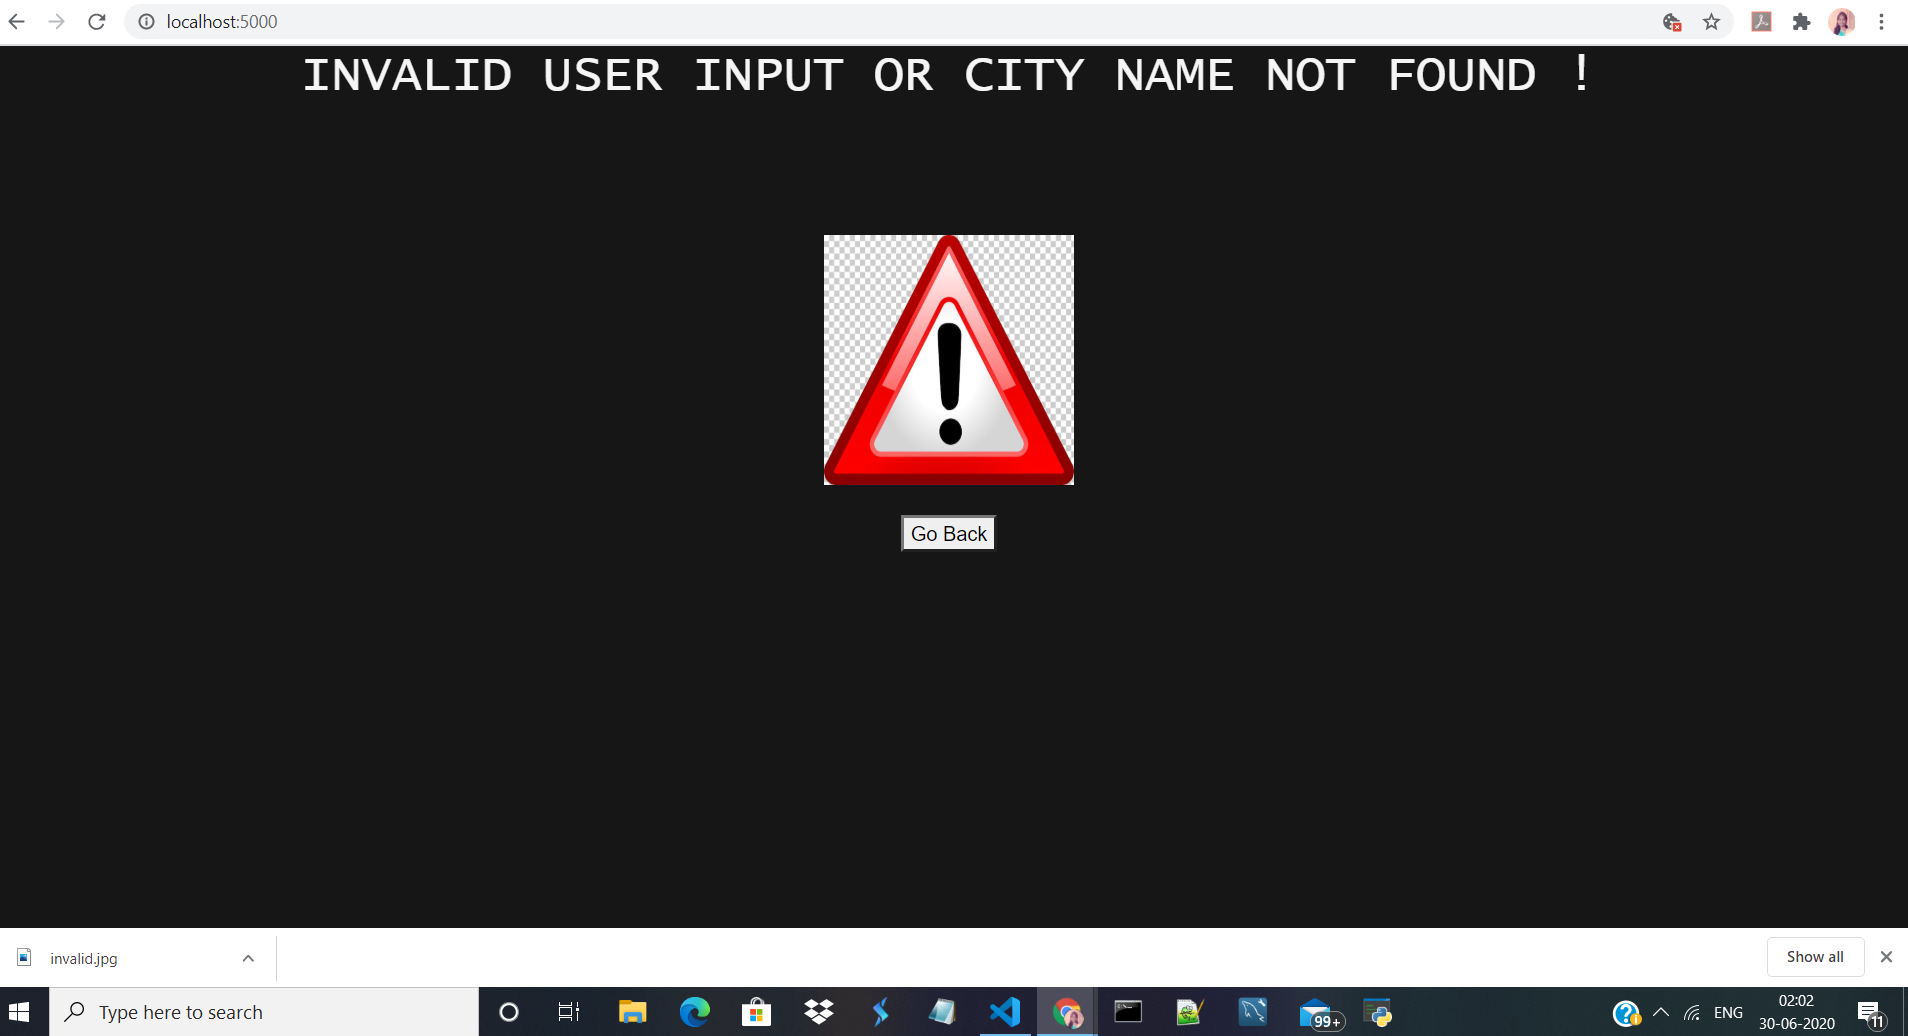 localhost:5000
INVALID USER INPUT OR CITY NAME NOT FOUND !
Go Back
invalid.jpg
Show all
Type here to search
99+
ENG
02:02
30-06-2020
11